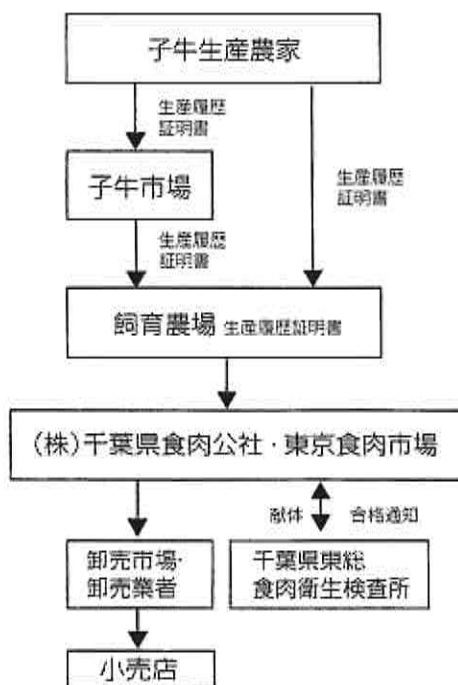 子牛生産農家
生産履歴
証明書
子牛市場
生産履歴
証明書
生産履歴
証明書
飼育農場 生産履歴証明書
(株)千葉県食肉公社・東京食肉市場
献体
合格通知
卸売市場・
卸売業者
千葉県東総
食肉衛生検査所
小売店